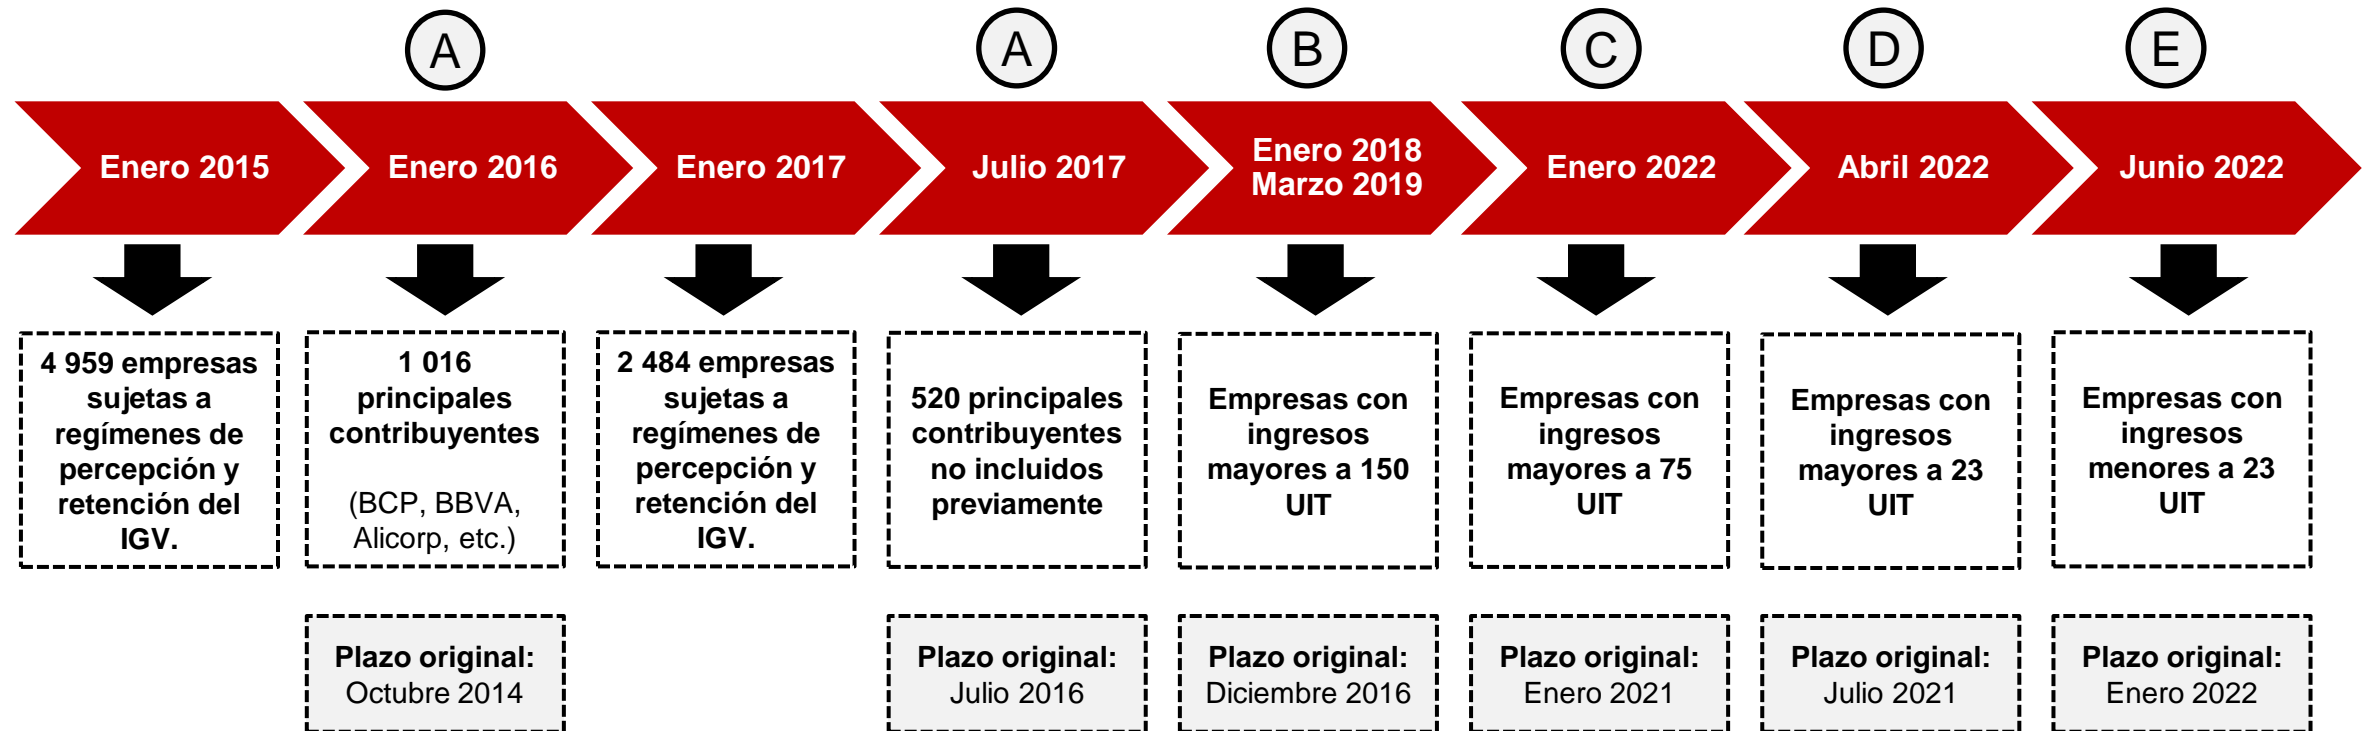 A
A
B
C
D
E
Enero 2015
Enero 2016
Enero 2017
Julio 2017
Enero 2018
Marzo 2019
Enero 2022
Abril 2022
Junio 2022
4 959 empresas
sujetas a
regímenes de
percepción y
retención del
IGV.
1 016
principales
contribuyentes
(BCP, BBVA,
Alicorp, etc.)
2 484 empresas
sujetas a
regímenes de
percepción y
retención del
IGV.
520 principales
contribuyentes
no incluidos
previamente
Empresas con
ingresos
mayores a 150
UIT
Empresas con
ingresos
mayores a 75
UIT
Empresas con
ingresos
mayores a 23
UIT
Empresas con
ingresos
menores a 23
UIT
Plazo original:
Octubre 2014
Plazo original:
Julio 2016
Plazo original:
Diciembre 2016
Plazo original:
Enero 2021
Plazo original:
Julio 2021
Plazo original:
Enero 2022